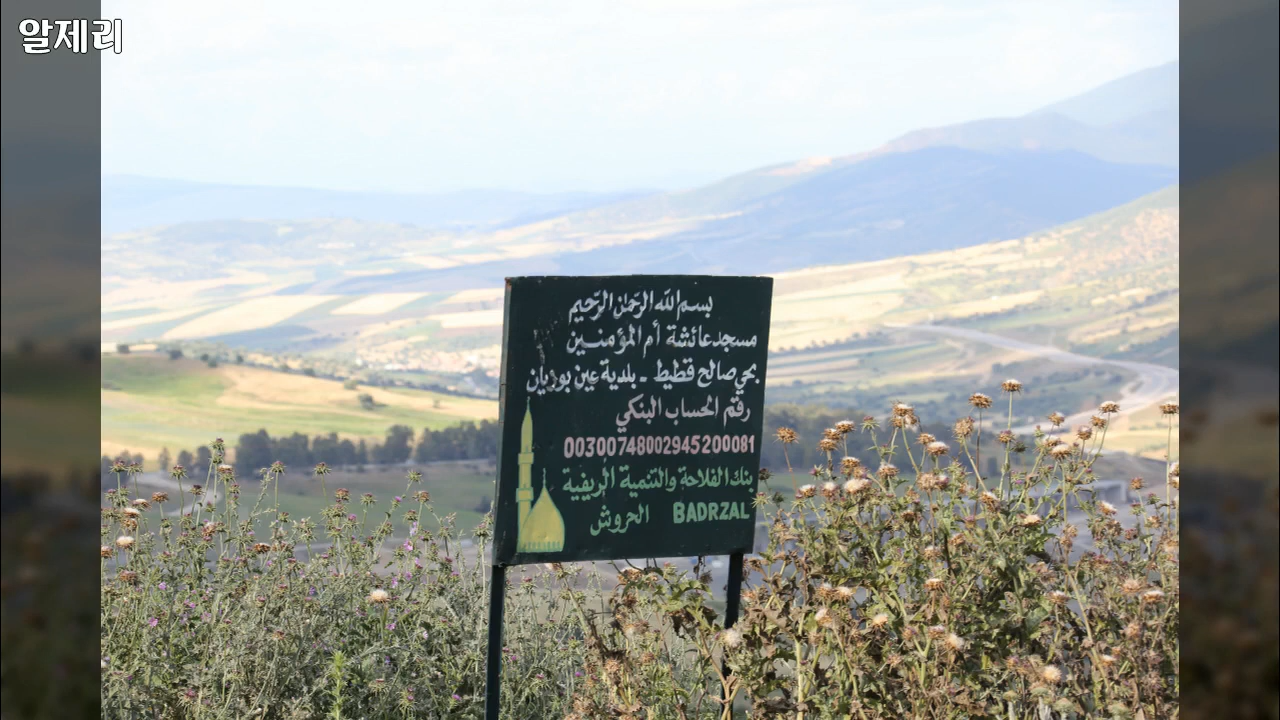 알제리
بسم الله الرحمن الرحيم
مسجد عائشة أم المؤمنين
بحي صالح قطيط - بلدية عين بوزيان
رقم الحساب البنكي
00300748002945200081
بنك الفلاحة والتنمية الريفية
الحروش BADRZAL